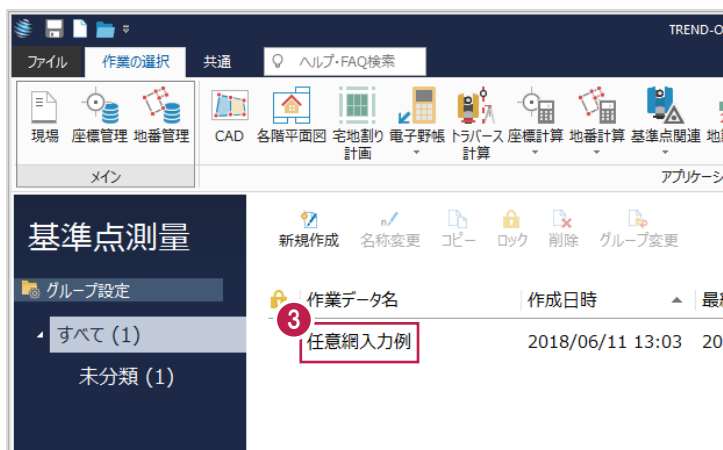 TREND-O
ファイル 作業の選択 共通 ヘルプ・FAQ検索
現場 座標管理 地番管理 CAD 各階平面図 宅地割り計画 電子野帳 トラバース計算 座標計算 地番計算 基準点関連 地
メイン アプリケーシ
基準点測量
新規作成 名称変更 コピー ロック 削除 グループ変更
グループ設定
作業データ名 作成日時 最
3
すべて (1)
任意網入力例 2018/06/11 13:03 20
未分類 (1)